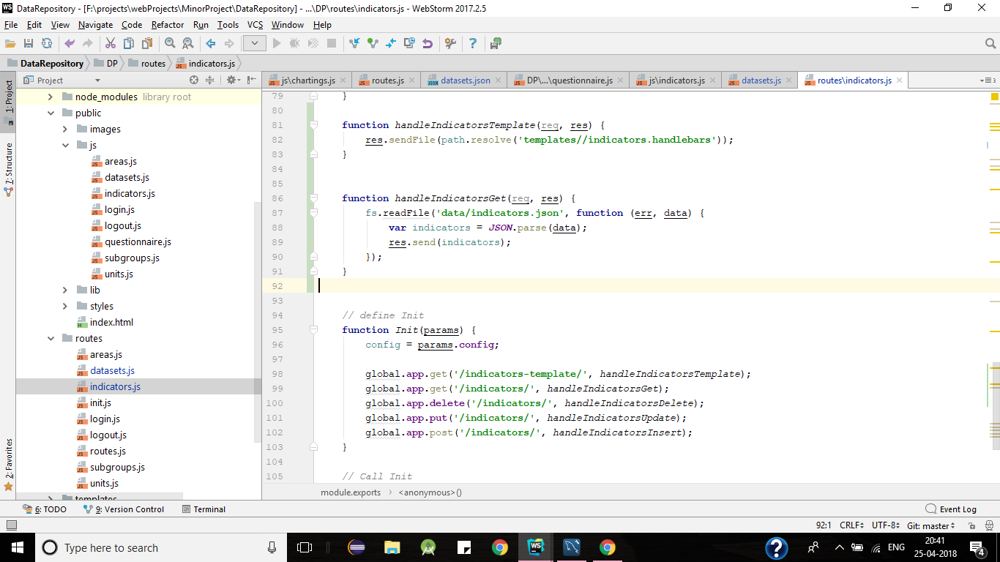 WS DataRepository - [F:\projects\webProjects\MinorProject\DataRepository] - ...\DP\routes\indicators.js - WebStorm 2017.2.5
File Edit View Navigate Code Refactor Run Tools VCS Window Help
DataRepository DP routes indicators.js
Project js\chartings.js routes.js datasets.json DP\...\questionnaire.js js\indicators.js datasets.js routes\indicators.js 3
1: Project
7: Structure
2: Favorites
node_modules library root
public
images
js
areas.js
datasets.js
indicators.js
login.js
logout.js
questionnaire.js
subgroups.js
units.js
lib
styles
index.html
routes
areas.js
datasets.js
indicators.js
init.js
login.js
logout.js
routes.js
subgroups.js
units.js
templates
79 }
80
81 function handleIndicatorsTemplate(req, res) {
82 res.sendFile(path.resolve('templates//indicators.handlebars'));
83 }
84
85
86 function handleIndicatorsGet(req, res) {
87 fs.readFile('data/indicators.json', function (err, data) {
88 var indicators = JSON.parse(data);
89 res.send(indicators);
90 });
91 }
92
93
94 // define Init
95 function Init(params) {
96 config = params.config;
97
98 global.app.get('/indicators-template/', handleIndicatorsTemplate);
99 global.app.get('/indicators/', handleIndicatorsGet);
100 global.app.delete('/indicators/', handleIndicatorsDelete);
101 global.app.put('/indicators/', handleIndicatorsUpdate);
102 global.app.post('/indicators/', handleIndicatorsInsert);
103 }
104
105 // Call Init
module.exports <anonymous>()
6: TODO 9: Version Control Terminal Event Log
92:1 CRLF UTF-8 Git: master
Type here to search WS ? ENG 20:41
25-04-2018 4